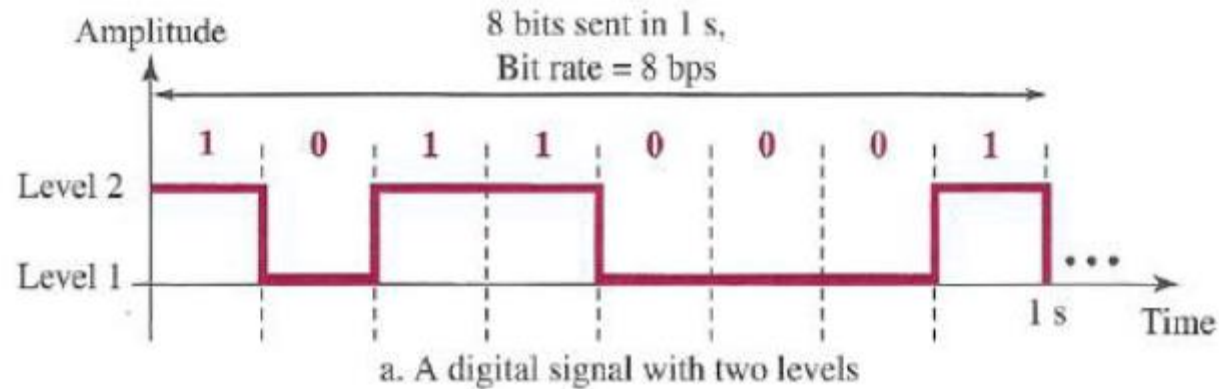 Amplitude
8 bits sent in 1 s,
Bit rate = 8 bps
1 0 1 1 0 0 0 1
Level 2
Level 1
...
1 s
Time
a. A digital signal with two levels